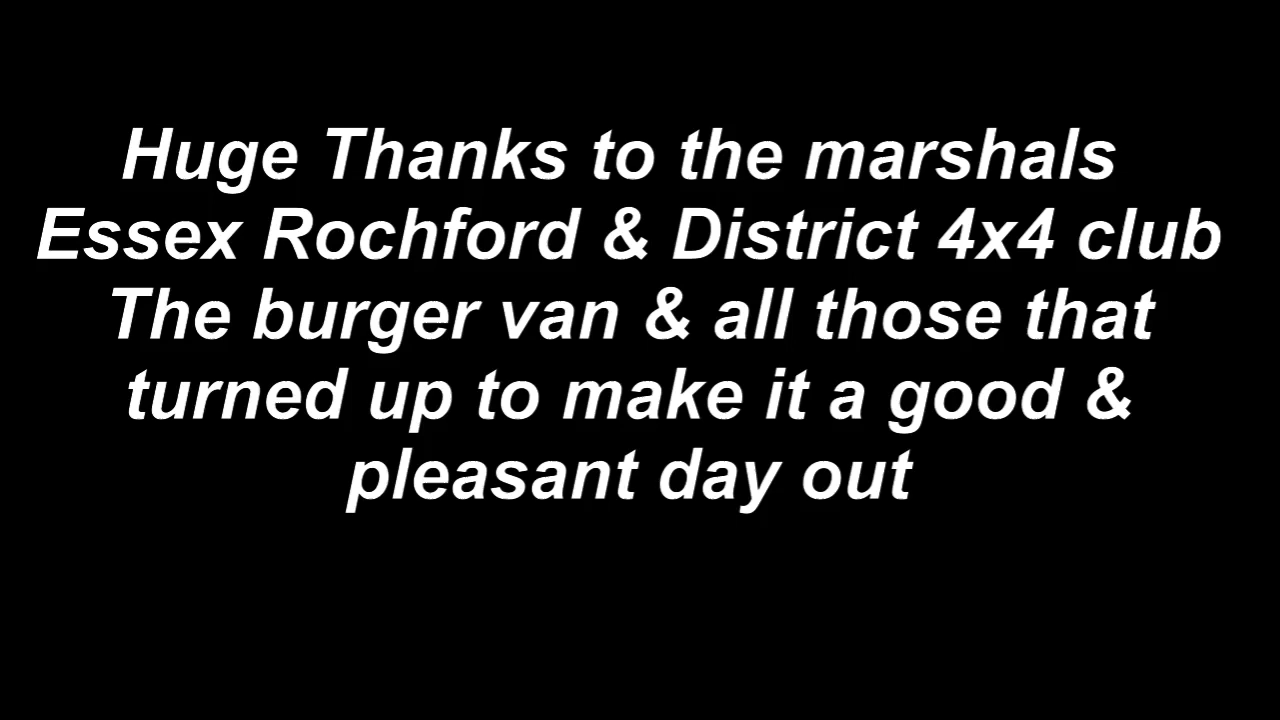 Huge Thanks to the marshals
Essex Rochford & District 4x4 club
The burger van & all those that
turned up to make it a good &
pleasant day out